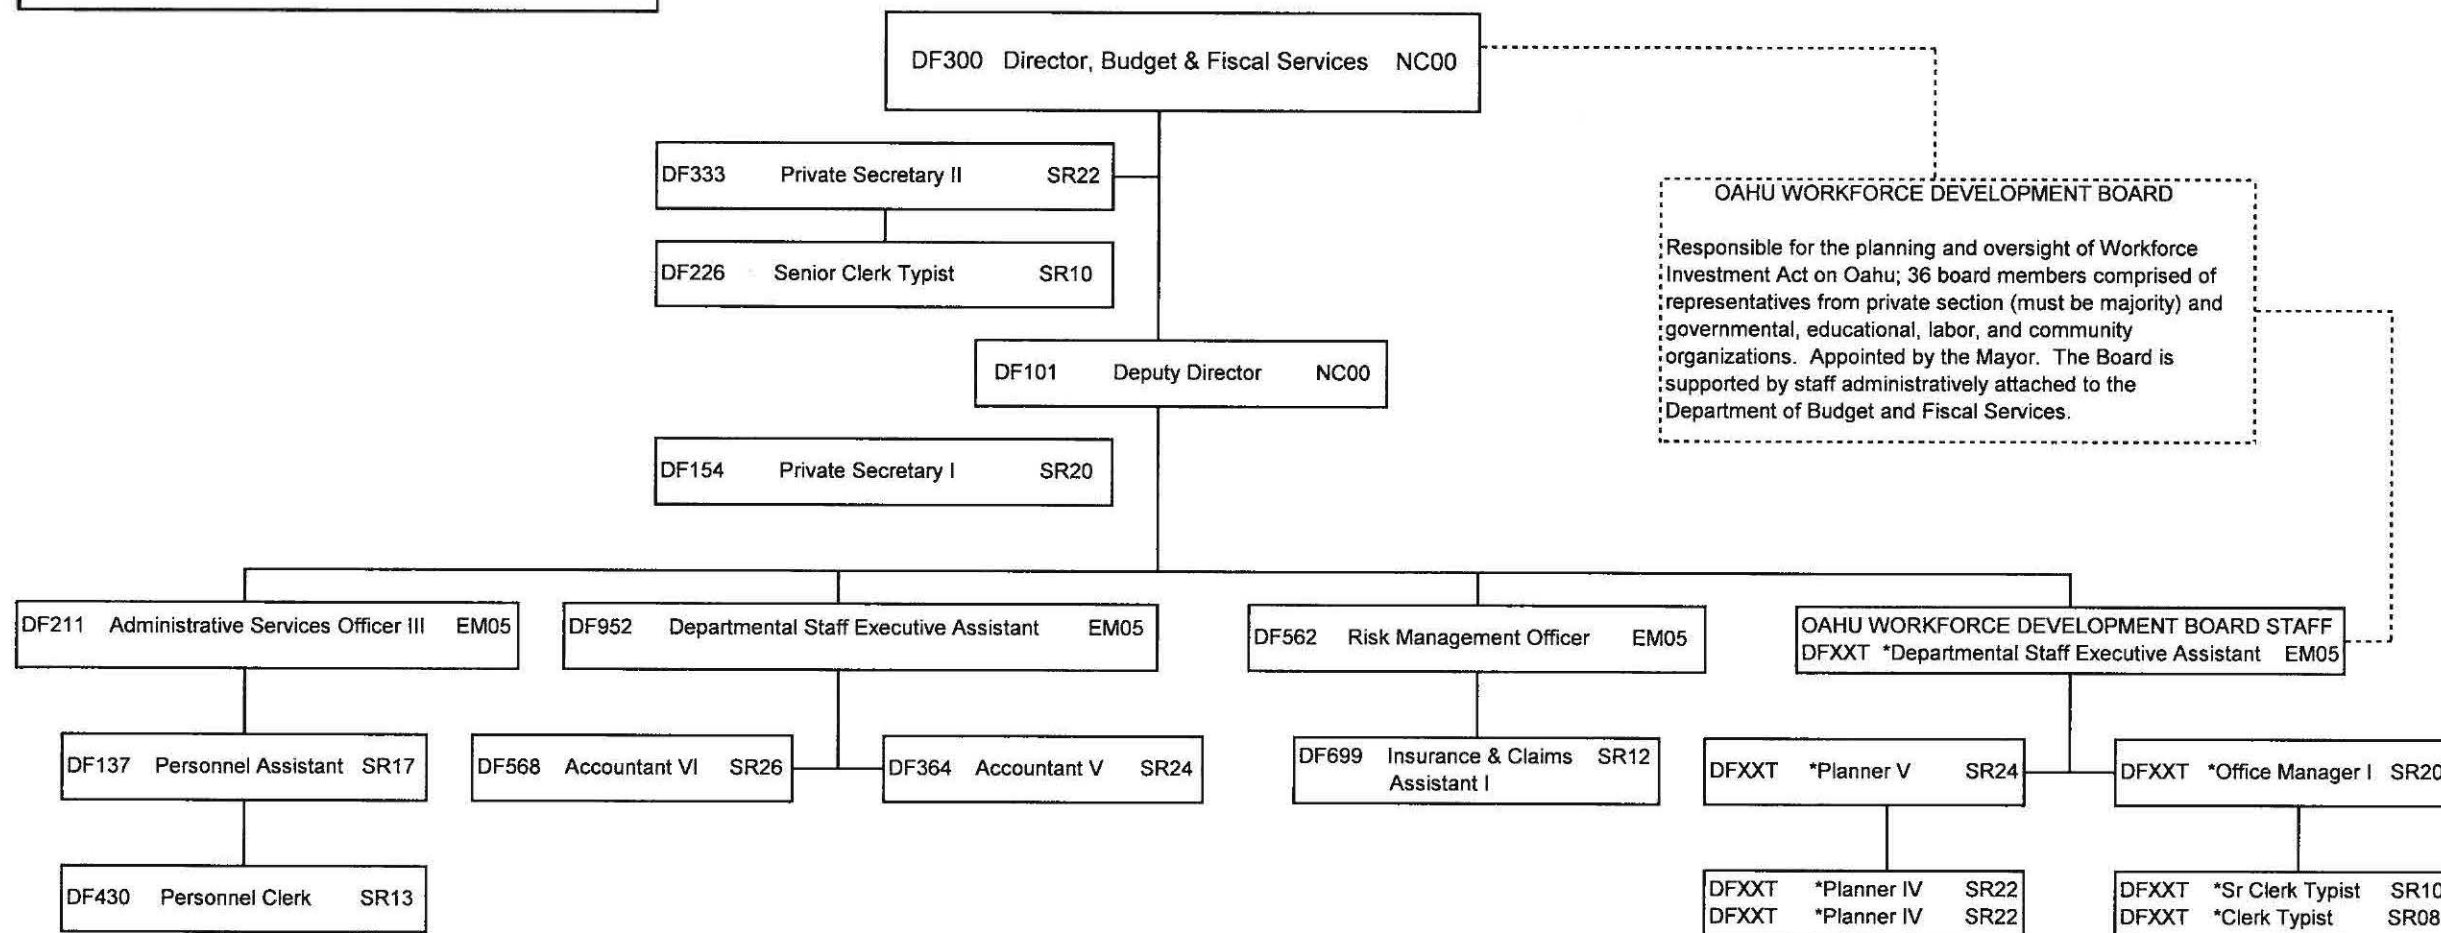 DF300 Director, Budget & Fiscal Services NC00
DF333 Private Secretary II SR22
DF226 Senior Clerk Typist SR10
OAHU WORKFORCE DEVELOPMENT BOARD
Responsible for the planning and oversight of Workforce
Investment Act on Oahu; 36 board members comprised of
representatives from private section (must be majority) and
governmental, educational, labor, and community
organizations. Appointed by the Mayor. The Board is
supported by staff administratively attached to the
Department of Budget and Fiscal Services.
DF101 Deputy Director NC00
DF154 Private Secretary I SR20
DF211 Administrative Services Officer III EM05
DF952 Departmental Staff Executive Assistant EM05
DF562 Risk Management Officer EM05
OAHU WORKFORCE DEVELOPMENT BOARD STAFF
DFXXT *Departmental Staff Executive Assistant EM05
DF137 Personnel Assistant SR17
DF568 Accountant VI SR26
DF364 Accountant V SR24
DF699 Insurance & Claims SR12
Assistant I
DFXXT *Planner V SR24
DFXXT *Office Manager I SR20
DF430 Personnel Clerk SR13
DFXXT *Planner IV SR22
DFXXT *Planner IV SR22
DFXXT *Sr Clerk Typist SR10
DFXXT *Clerk Typist SR08